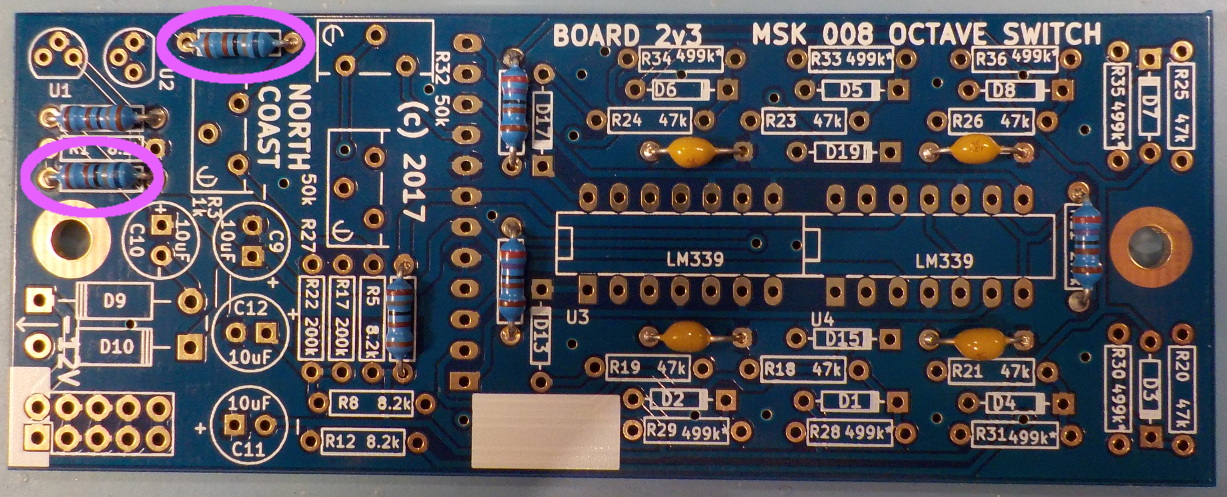 BOARD 2v3 MSK 008 OCTAVE SWITCH
U1
U2
8.2
NORTH
COAST
(c) 2017
R32 50k
R3
1k
50k
R27
R34 499k*
D6
R24 47k
R33 499k*
D5
R23 47k
D19
R36 499k*
D8
R26 47k
R35 499k*
D7
R25 47k
D17
C10
10uF
C9
10uF
C12
10uF
10uF
C11
D9
D10
-12V
R22 200k
R17 200k
R5 8.2k
R8 8.2k
R12 8.2k
LM339
LM339
U3
U4
D13
D15
R19 47k
D2
R29 499k*
R18 47k
D1
R28 499k*
R21 47k
D4
R31 499k*
R30 499k*
D3
R20 47k